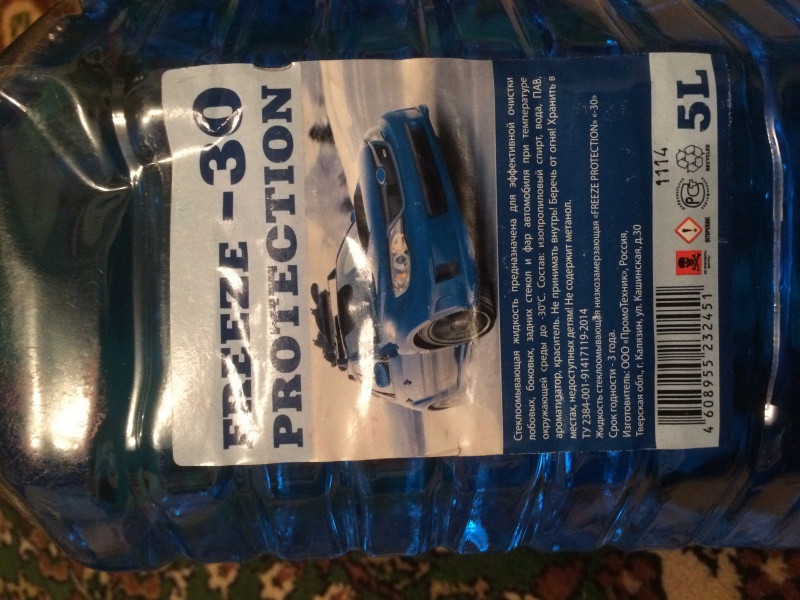 FREEZE -30
PROTECTION
Стеклоомывающая жидкость предназначена для эффективной очистки
лобовых, боковых, задних стекол и фар автомобиля при температуре
окружающей среды до -30°С. Состав: изопропиловый спирт, вода, ПАВ,
ароматизатор, краситель. Не принимать внутрь! Беречь от огня! Хранить в
местах, недоступных детям! Не содержит метанол.
ТУ 2384-001-91417119-2014
Жидкость стеклоомывающая низкозамерзающая «FREEZE PROTECTION» «-30»
Срок годности - 3 года.
Изготовитель: ООО «ПромоТехник», Россия,
Тверская обл., г. Калязин, ул. Кашинская, д.30
4 608955 232451
1114
РСТ
RECYCLED
5L